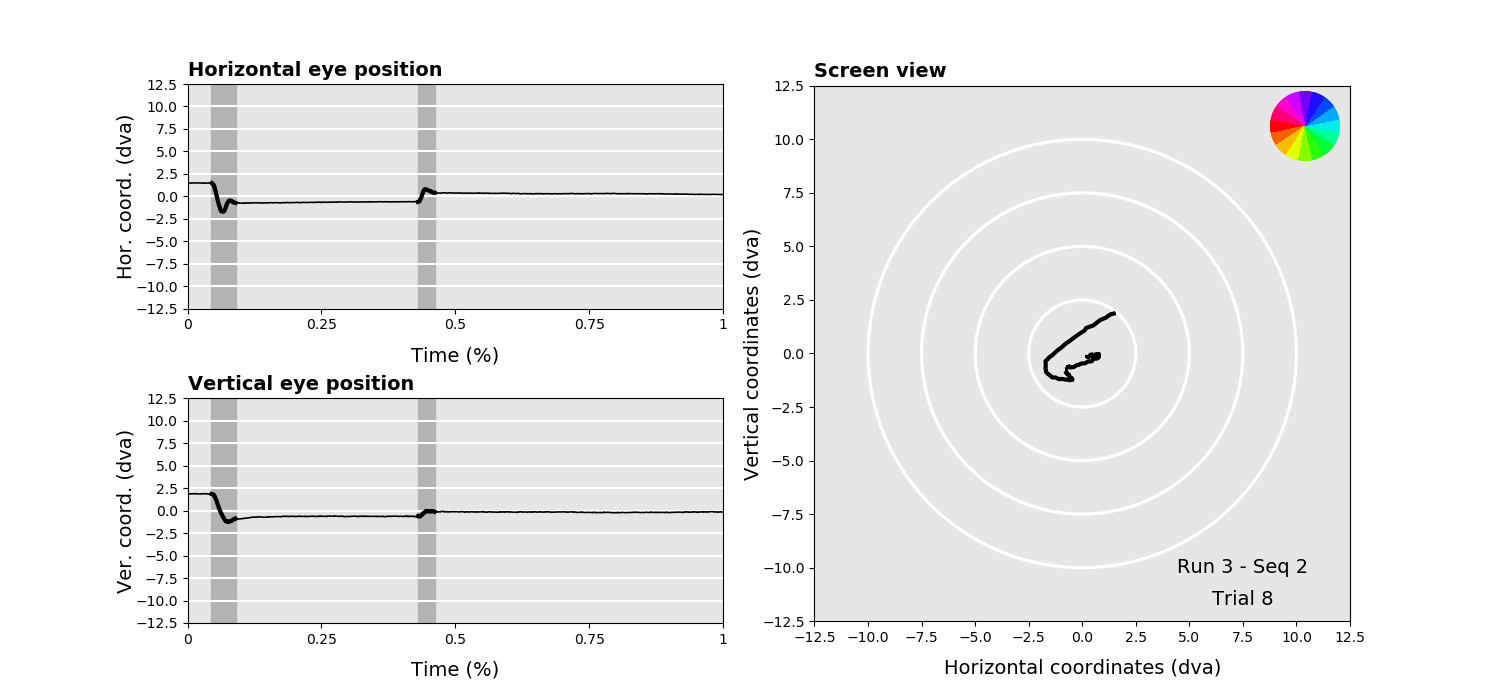 Horizontal eye position
Hor. coord. (dva)
12.5
10.0
7.5
5.0
2.5
0.0
−2.5
−5.0
−7.5
−10.0
−12.5
0 0.25 0.5 0.75 1
Time (%)
Vertical eye position
Ver. coord. (dva)
12.5
10.0
7.5
5.0
2.5
0.0
−2.5
−5.0
−7.5
−10.0
−12.5
0 0.25 0.5 0.75 1
Time (%)
Screen view
Vertical coordinates (dva)
12.5
10.0
7.5
5.0
2.5
0.0
−2.5
−5.0
−7.5
−10.0
−12.5
Run 3 - Seq 2
Trial 8
−12.5 −10.0 −7.5 −5.0 −2.5 0.0 2.5 5.0 7.5 10.0 12.5
Horizontal coordinates (dva)